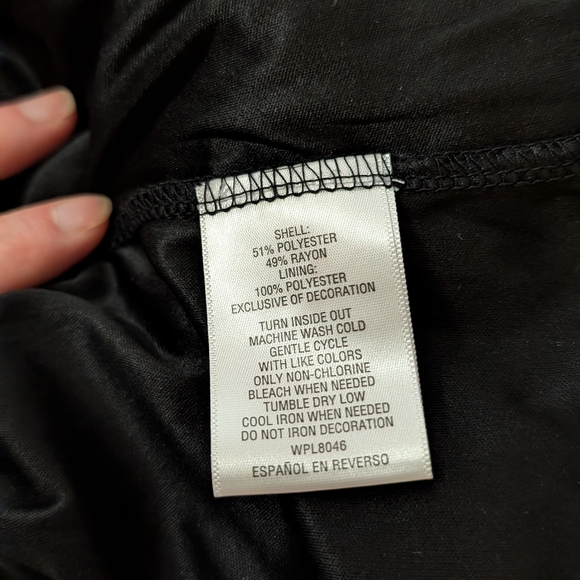 SHELL:
51% POLYESTER
49% RAYON
LINING:
100% POLYESTER
EXCLUSIVE OF DECORATION
TURN INSIDE OUT
MACHINE WASH COLD
GENTLE CYCLE
WITH LIKE COLORS
ONLY NON-CHLORINE
BLEACH WHEN NEEDED
TUMBLE DRY LOW
COOL IRON WHEN NEEDED
DO NOT IRON DECORATION
WPL8046
ESPAÑOL EN REVERSO